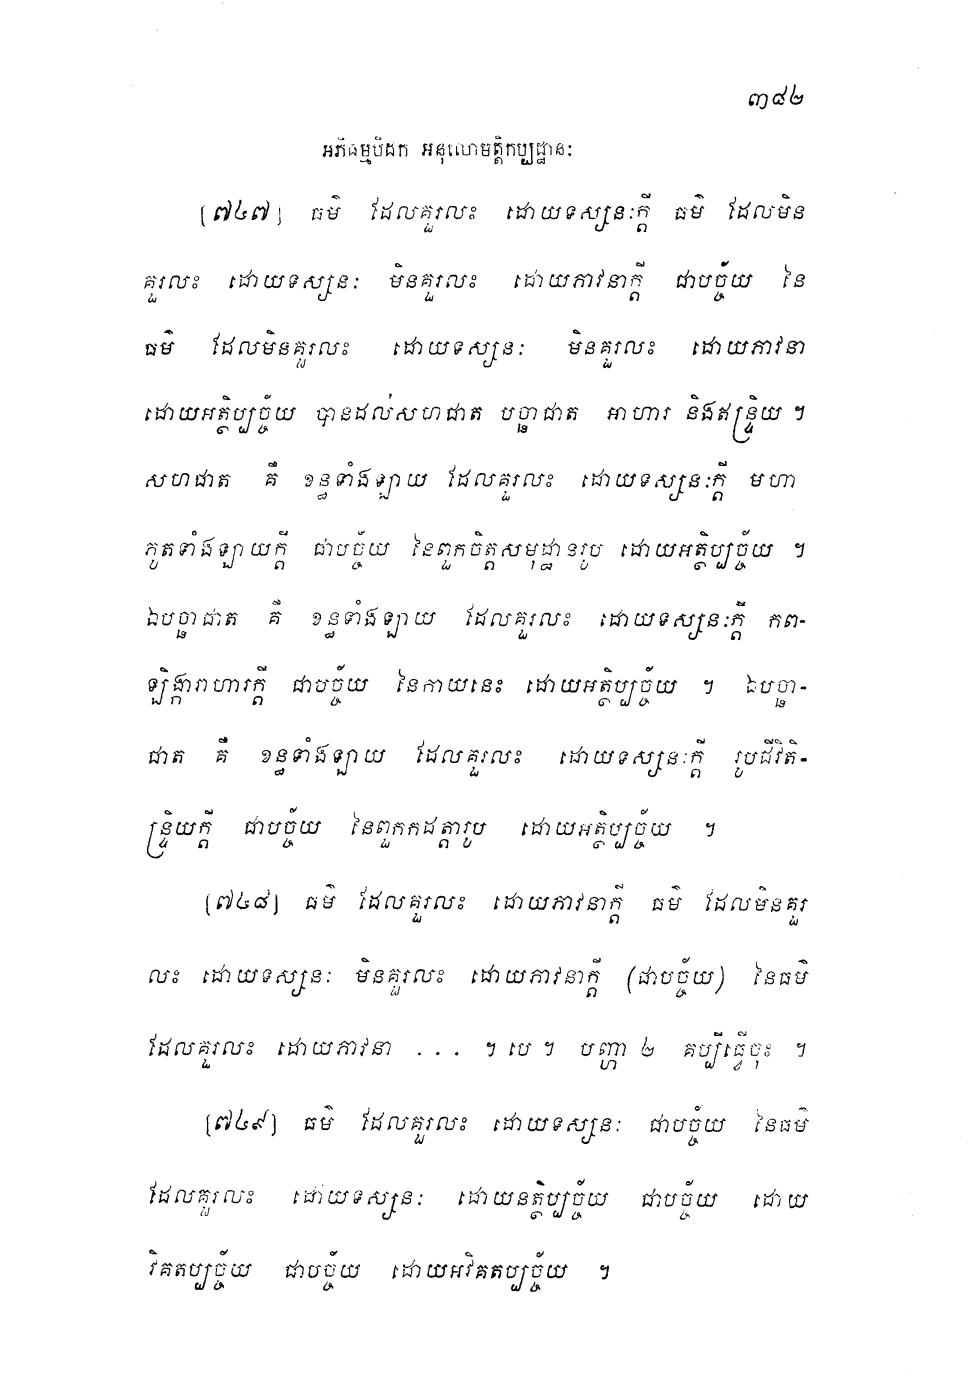 ៣៨២
អភិធម្មបិដក អនុលោមត្តិកប្បដ្ឋានៈ
[៧៤៧] ធម៌ ដែលគួរលះ ដោយទស្សនៈក្តី ធម៌ ដែលមិន
គួរលះ ដោយទស្សនៈ មិនគួរលះ ដោយភាវនាក្តី ជាបច្ច័យ នៃ
ធម៌ ដែលមិនគួរលះ ដោយទស្សនៈ មិនគួរលះ ដោយភាវនា
ដោយអត្ថិប្បច្ច័យ បានដល់សហជាត បច្ឆាជាត អាហារ និងឥន្ទ្រិយ ។
សហជាត គឺ ខន្ធទាំងឡាយ ដែលគួរលះ ដោយទស្សនៈក្តី មហា
ភូតទាំងឡាយក្តី ជាបច្ច័យ នៃពួកចិត្តសមុដ្ឋានរូប ដោយអត្ថិប្បច្ច័យ ។
ឯបច្ឆាជាត គឺ ខន្ធទាំងឡាយ ដែលគួរលះ ដោយទស្សនៈក្តី កព-
ឡិង្ការាហារក្តី ជាបច្ច័យ នៃកាយនេះ ដោយអត្ថិប្បច្ច័យ ។ ឯបច្ឆា-
ជាត គឺ ខន្ធទាំងឡាយ ដែលគួរលះ ដោយទស្សនៈក្តី រូបជីវិតិ-
ន្ទ្រិយក្តី ជាបច្ច័យ នៃពួកកដត្តារូប ដោយអត្ថិប្បច្ច័យ ។
[៧៤៨] ធម៌ ដែលគួរលះ ដោយភាវនាក្តី ធម៌ ដែលមិនគួរ
លះ ដោយទស្សនៈ មិនគួរលះ ដោយភាវនាក្តី (ជាបច្ច័យ) នៃធម៌
ដែលគួរលះ ដោយភាវនា ... ។ បេ ។ បញ្ហា ២ គប្បីធ្វើចុះ ។
[៧៤៩] ធម៌ ដែលគួរលះ ដោយទស្សនៈ ជាបច្ច័យ នៃធម៌
ដែលគួរលះ ដោយទស្សនៈ ដោយនត្ថិប្បច្ច័យ ជាបច្ច័យ ដោយ
វិគតប្បច្ច័យ ជាបច្ច័យ ដោយអវិគតប្បច្ច័យ ។